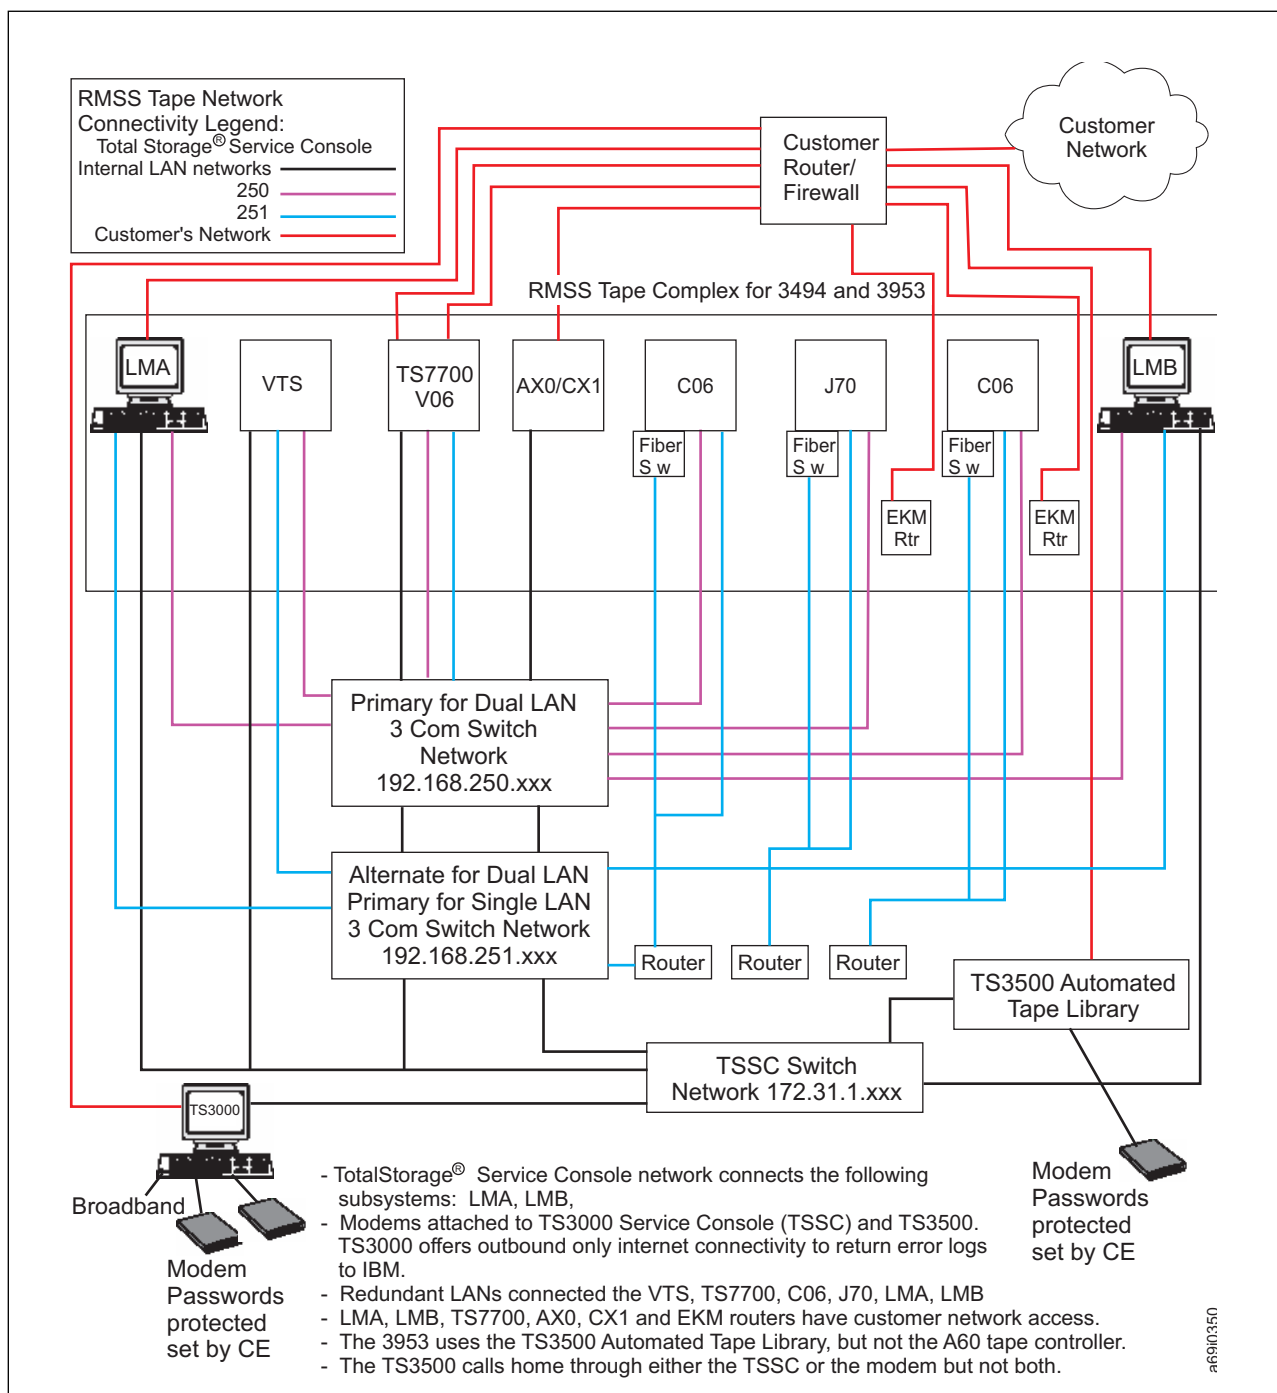 RMSS Tape Network
Connectivity Legend:
Total Storage® Service Console
Internal LAN networks
250
251
Customer's Network
Customer
Router/
Firewall
Customer
Network
RMSS Tape Complex for 3494 and 3953
LMA
VTS
TS7700
V06
AX0/CX1
C06
J70
C06
LMB
Fiber
S w
Fiber
S w
Fiber
S w
EKM
Rtr
EKM
Rtr
Primary for Dual LAN
3 Com Switch
Network
192.168.250.xxx
Alternate for Dual LAN
Primary for Single LAN
3 Com Switch Network
192.168.251.xxx
Router
Router
Router
TS3500 Automated
Tape Library
TSSC Switch
Network 172.31.1.xxx
TS3000
Broadband
Modem
Passwords
protected
set by CE
Modem
Passwords
protected
set by CE
- TotalStorage® Service Console network connects the following
subsystems: LMA, LMB,
- Modems attached to TS3000 Service Console (TSSC) and TS3500.
TS3000 offers outbound only internet connectivity to return error logs
to IBM.
- Redundant LANs connected the VTS, TS7700, C06, J70, LMA, LMB
- LMA, LMB, TS7700, AX0, CX1 and EKM routers have customer network access.
- The 3953 uses the TS3500 Automated Tape Library, but not the A60 tape controller.
- The TS3500 calls home through either the TSSC or the modem but not both.
a69i0350